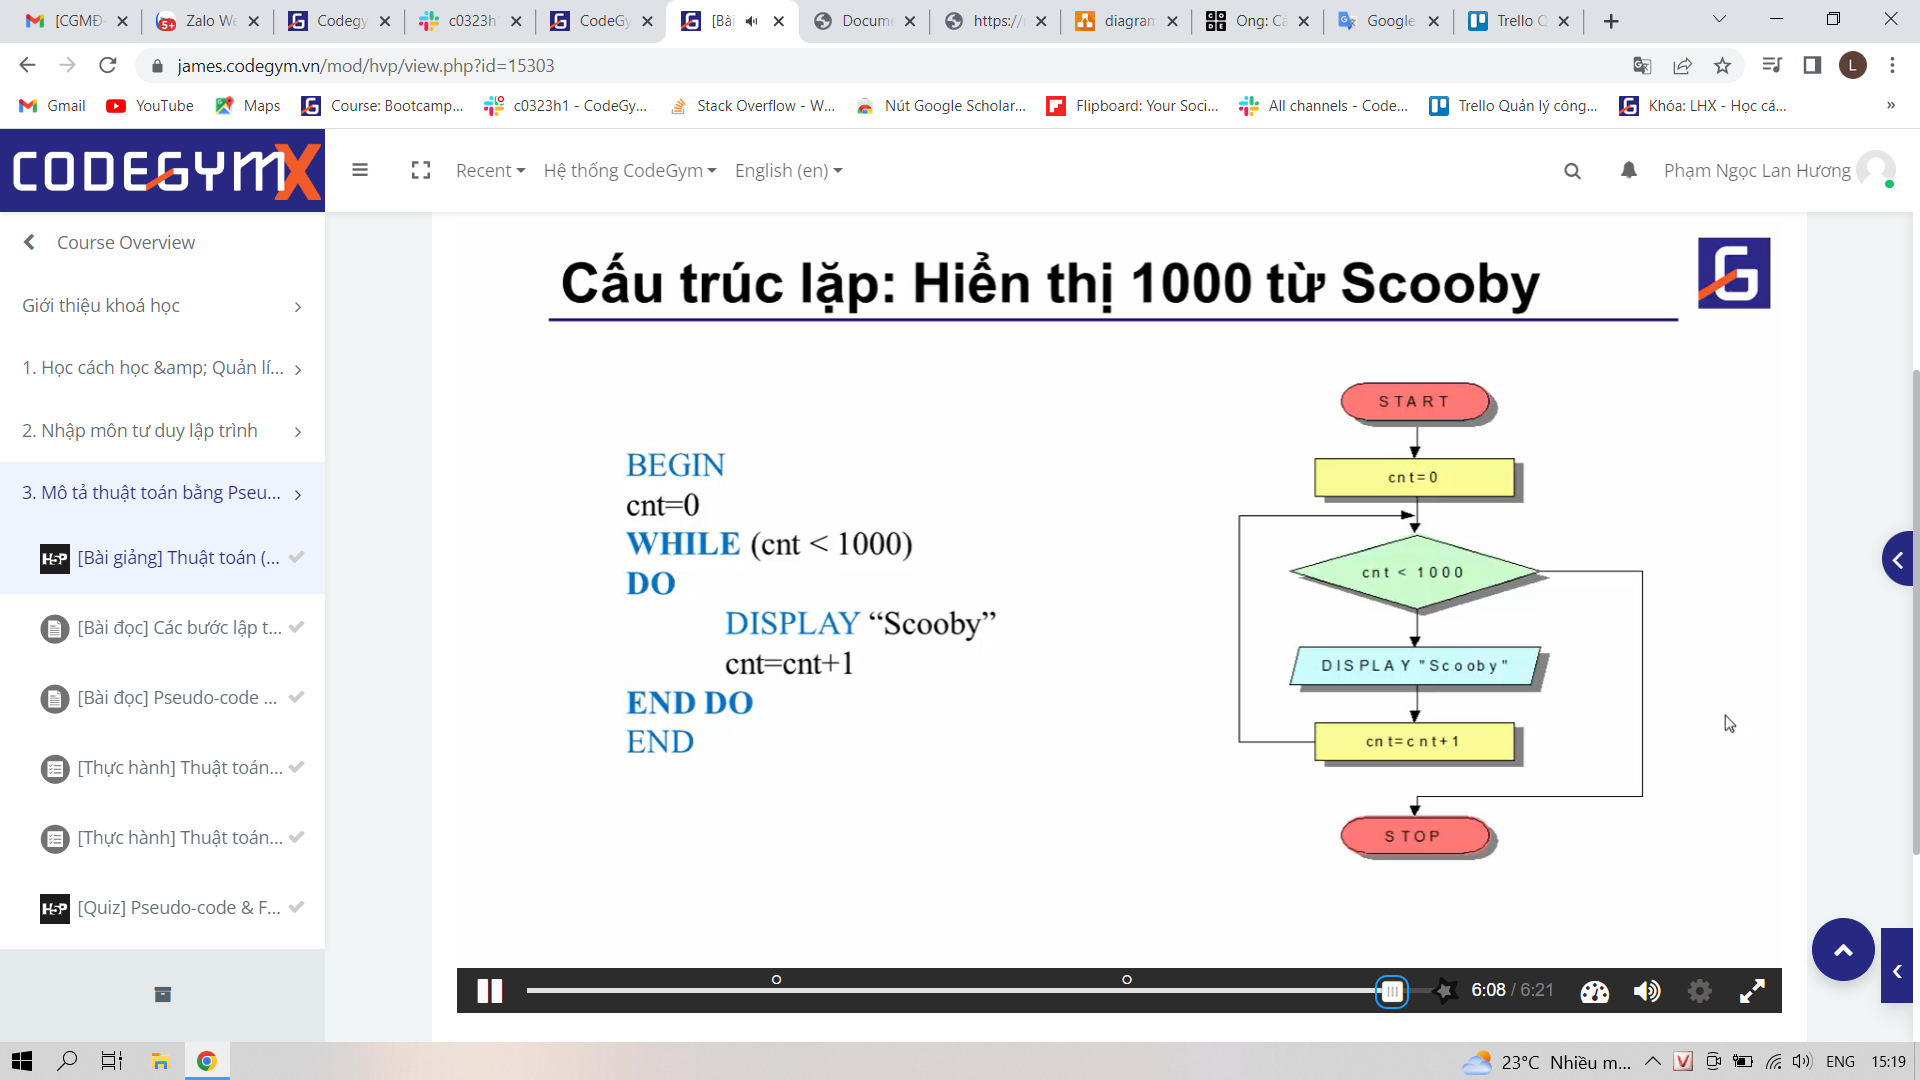 [CGMĐ-
Zalo We
Codegy
c0323h
CodeGy
[Bài
Docume
https://
diagram
Ong: Cá
Google
Trello Q
james.codegym.vn/mod/hvp/view.php?id=15303
L
Gmail
YouTube
Maps
Course: Bootcamp...
c0323h1 - CodeGy...
Stack Overflow - W...
Nút Google Scholar...
Flipboard: Your Soci...
All channels - Code...
Trello Quản lý công...
Khóa: LHX - Học cá...
CODEGYMX
Recent
Hệ thống CodeGym
English (en)
Phạm Ngọc Lan Hương
Course Overview
Giới thiệu khoá học
1. Học cách học &amp; Quản lí...
2. Nhập môn tư duy lập trình
3. Mô tả thuật toán bằng Pseu...
H5P [Bài giảng] Thuật toán (...
[Bài đọc] Các bước lập t...
[Bài đọc] Pseudo-code ...
[Thực hành] Thuật toán...
[Thực hành] Thuật toán...
H5P [Quiz] Pseudo-code & F...
Cấu trúc lặp: Hiển thị 1000 từ Scooby
BEGIN
cnt=0
WHILE (cnt < 1000)
DO
DISPLAY “Scooby”
cnt=cnt+1
END DO
END
START
cnt=0
cnt < 1000
DISPLAY "Scooby"
cnt=cnt+1
STOP
6:08 / 6:21
23°C Nhiều m...
ENG
15:19